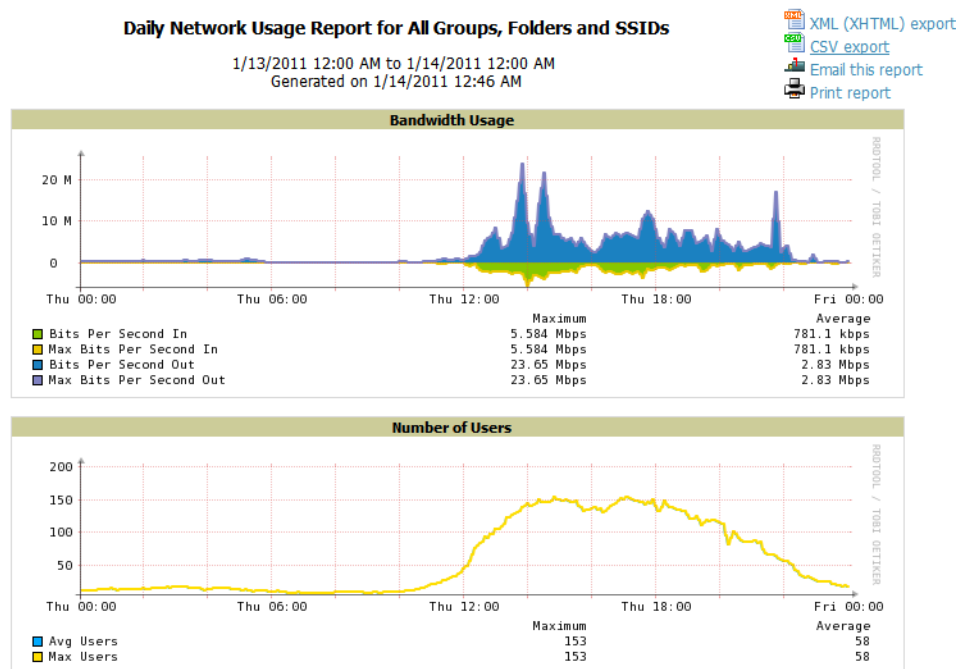 Daily Network Usage Report for All Groups, Folders and SSIDs
1/13/2011 12:00 AM to 1/14/2011 12:00 AM
Generated on 1/14/2011 12:46 AM
XML (XHTML) export
CSV export
Email this report
Print report
Bandwidth Usage
20 M
10 M
0
Thu 00:00 Thu 06:00 Thu 12:00 Thu 18:00 Fri 00:00
Maximum Average
Bits Per Second In 5.584 Mbps 781.1 kbps
Max Bits Per Second In 5.584 Mbps 781.1 kbps
Bits Per Second Out 23.65 Mbps 2.83 Mbps
Max Bits Per Second Out 23.65 Mbps 2.83 Mbps
RRDTOOL / TOBI OETIKER
Number of Users
200
150
100
50
Thu 00:00 Thu 06:00 Thu 12:00 Thu 18:00 Fri 00:00
Maximum Average
Avg Users 153 58
Max Users 153 58
RRDTOOL / TOBI OETIKER